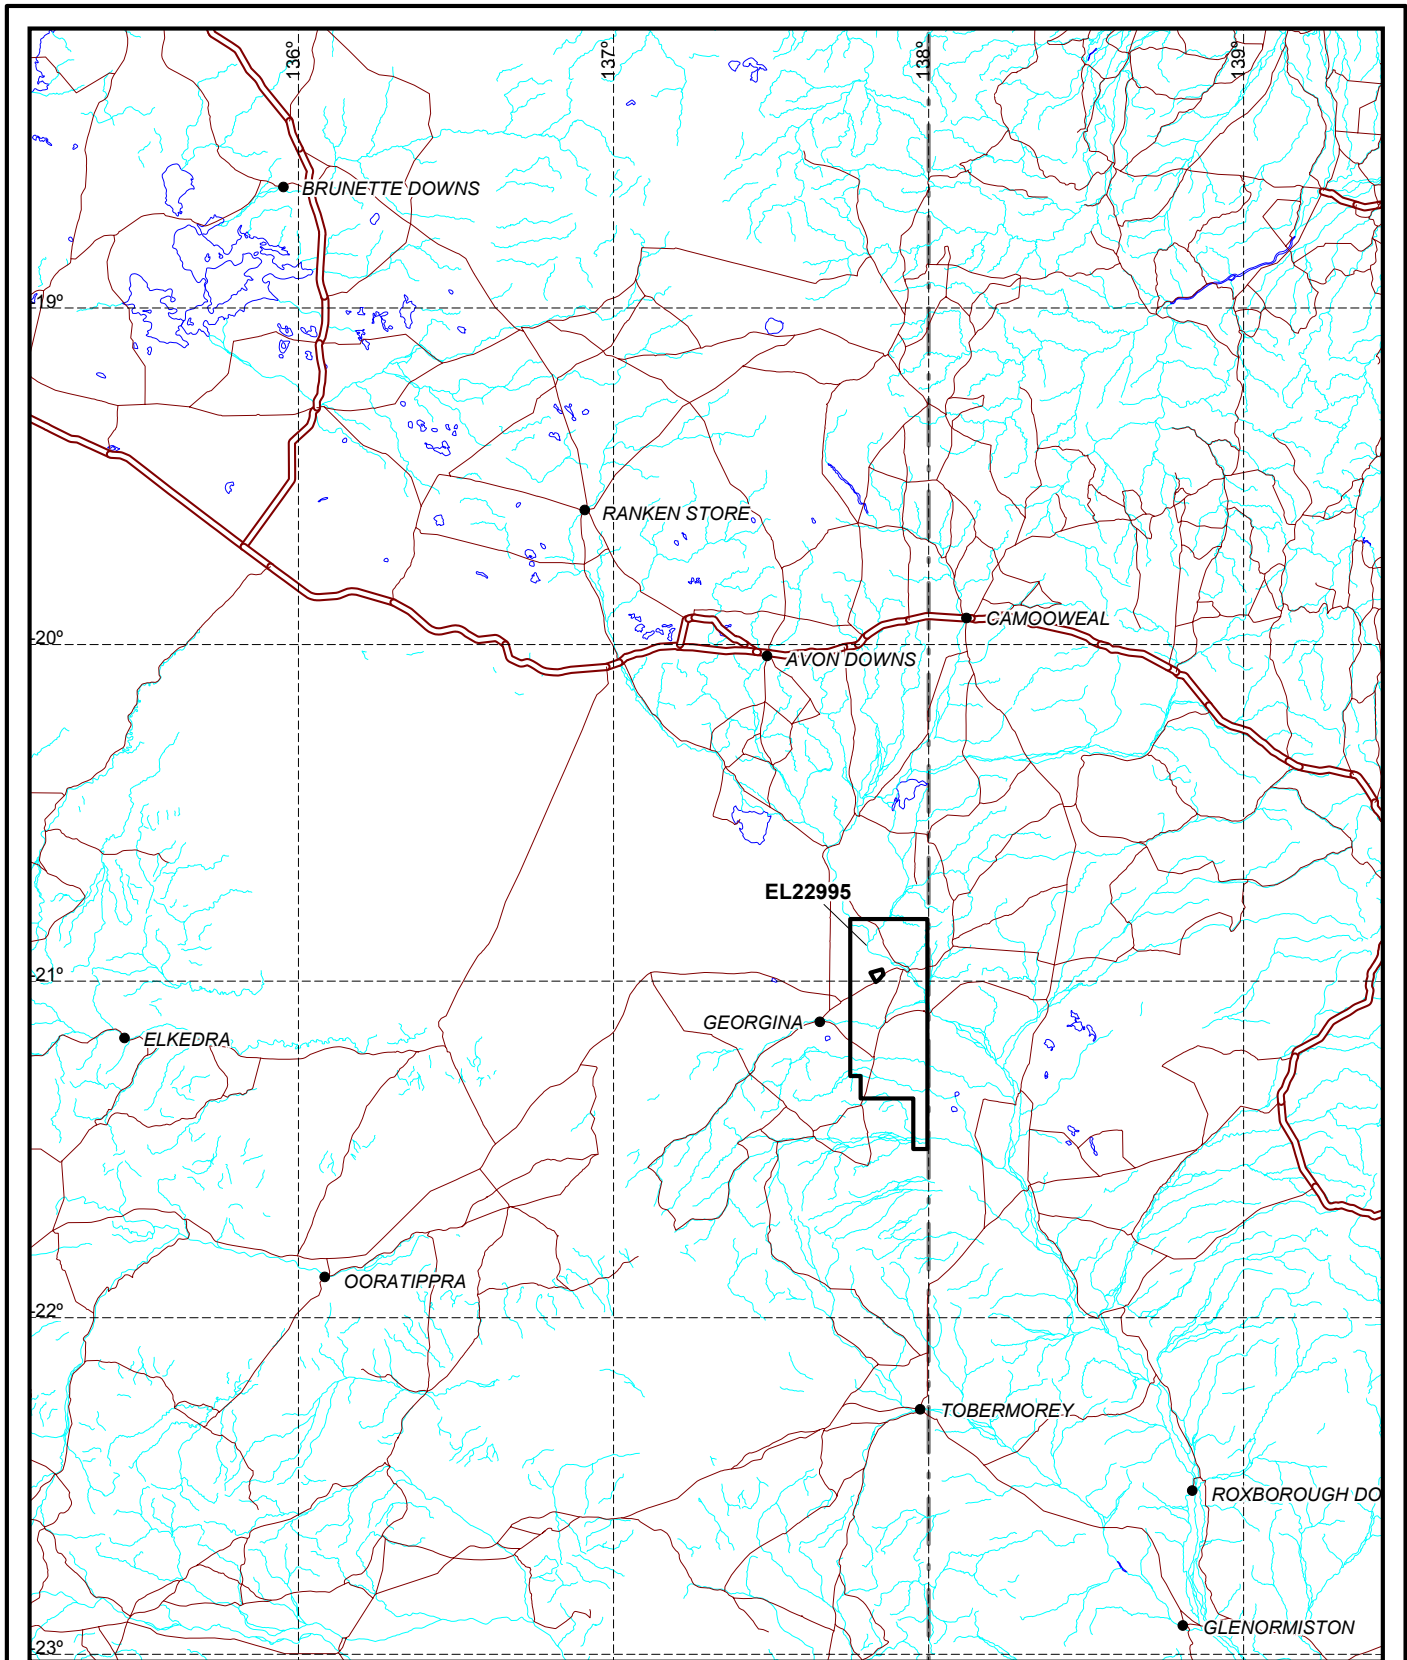 136°
137°
138°
139°
BRUNETTE DOWNS
-19°
RANKEN STORE
CAMOOWEAL
-20°
AVON DOWNS
EL22995
-21°
GEORGINA
ELKEDRA
OORATIPPRA
-22°
TOBERMOREY
ROXBOROUGH DO
GLENORMISTON
-23°